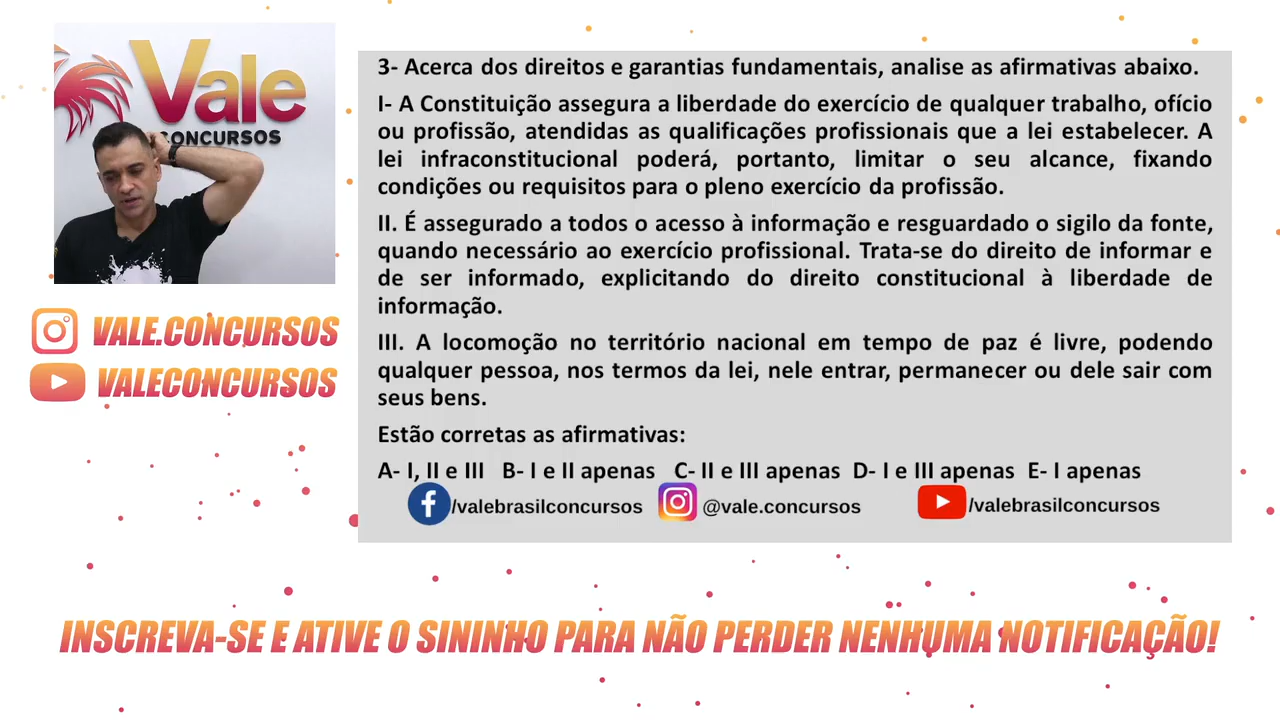 Vale
CONCURSOS
VALE.CONCURSOS
VALECONCURSOS
3- Acerca dos direitos e garantias fundamentais, analise as afirmativas abaixo.
I- A Constituição assegura a liberdade do exercício de qualquer trabalho, ofício
ou profissão, atendidas as qualificações profissionais que a lei estabelecer. A
lei infraconstitucional poderá, portanto, limitar o seu alcance, fixando
condições ou requisitos para o pleno exercício da profissão.
II. É assegurado a todos o acesso à informação e resguardado o sigilo da fonte,
quando necessário ao exercício profissional. Trata-se do direito de informar e
de ser informado, explicitando do direito constitucional à liberdade de
informação.
III. A locomoção no território nacional em tempo de paz é livre, podendo
qualquer pessoa, nos termos da lei, nele entrar, permanecer ou dele sair com
seus bens.
Estão corretas as afirmativas:
A- I, II e III B- I e II apenas C- II e III apenas D- I e III apenas E- I apenas
/valebrasilconcursos @vale.concursos /valebrasilconcursos
INSCREVA-SE E ATIVE O SININHO PARA NÃO PERDER NENHUMA NOTIFICAÇÃO!